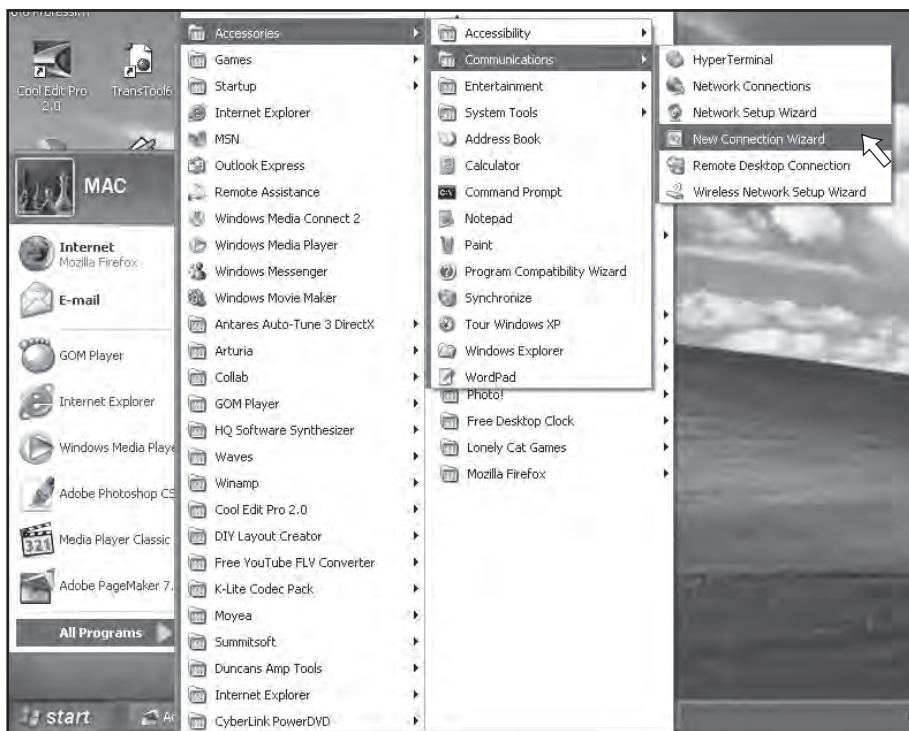 Cool Edit Pro
2.0
TransTool6
MAC
Internet
Mozilla Firefox
E-mail
GOM Player
Internet Explorer
Windows Media Playe
Adobe Photoshop CS
Media Player Classic
Adobe PageMaker 7.
All Programs
start
Accessories
Games
Startup
Internet Explorer
MSN
Outlook Express
Remote Assistance
Windows Media Connect 2
Windows Media Player
Windows Messenger
Windows Movie Maker
Antares Auto-Tune 3 DirectX
Arturia
Collab
GOM Player
HQ Software Synthesizer
Waves
Winamp
Cool Edit Pro 2.0
DIY Layout Creator
Free YouTube FLV Converter
K-Lite Codec Pack
Moyea
Summitsoft
Duncans Amp Tools
Internet Explorer
CyberLink PowerDVD
Accessibility
Communications
Entertainment
System Tools
Address Book
Calculator
Command Prompt
Notepad
Paint
Program Compatibility Wizard
Synchronize
Tour Windows XP
Windows Explorer
WordPad
Photo!
Free Desktop Clock
Lonely Cat Games
Mozilla Firefox
HyperTerminal
Network Connections
Network Setup Wizard
New Connection Wizard
Remote Desktop Connection
Wireless Network Setup Wizard